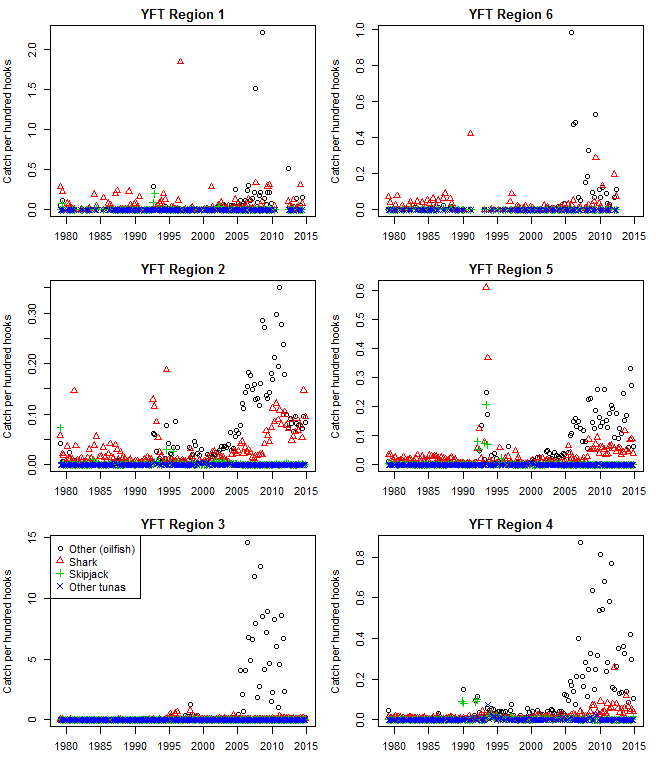 YFT Region 1
Catch per hundred hooks
0.0 0.5 1.0 1.5 2.0
1980 1985 1990 1995 2000 2005 2010 2015
YFT Region 6
Catch per hundred hooks
0.0 0.2 0.4 0.6 0.8 1.0
1980 1985 1990 1995 2000 2005 2010 2015
YFT Region 2
Catch per hundred hooks
0.00 0.10 0.20 0.30
1980 1985 1990 1995 2000 2005 2010 2015
YFT Region 5
Catch per hundred hooks
0.0 0.1 0.2 0.3 0.4 0.5 0.6
1980 1985 1990 1995 2000 2005 2010 2015
YFT Region 3
Catch per hundred hooks
0 5 10 15
Other (oilfish)
Shark
Skipjack
Other tunas
1980 1985 1990 1995 2000 2005 2010 2015
YFT Region 4
Catch per hundred hooks
0.0 0.2 0.4 0.6 0.8
1980 1985 1990 1995 2000 2005 2010 2015